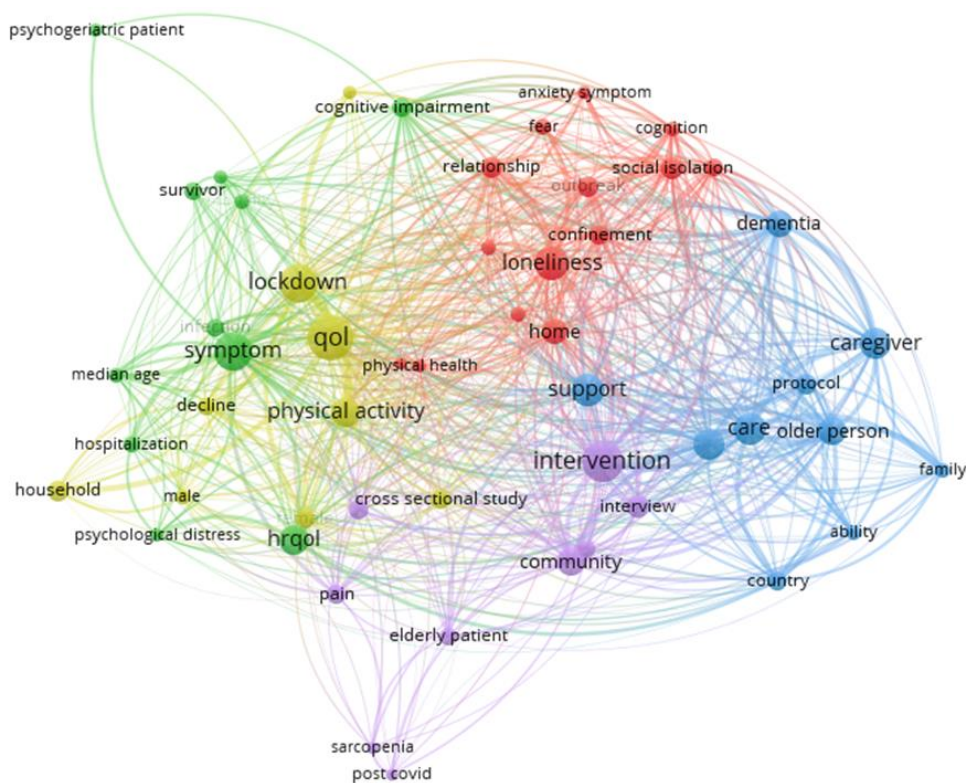 psychogeriatric patient
anxiety symptom
cognitive impairment
fear
cognition
relationship
social isolation
survivor
outbreak
confinement
dementia
loneliness
lockdown
infection
qol
home
symptom
caregiver
physical health
median age
support
protocol
decline
physical activity
care
older person
hospitalization
intervention
family
household
male
cross sectional study
interview
psychological distress
hrqol
ability
community
country
pain
elderly patient
sarcopenia
post covid